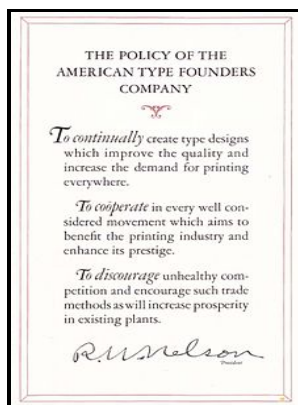 THE POLICY OF THE
AMERICAN TYPE FOUNDERS
COMPANY
To continually create type designs
which improve the quality and
increase the demand for printing
everywhere.
To coöperate in every well con-
sidered movement which aims to
benefit the printing industry and
enhance its prestige.
To discourage unhealthy com-
petition and encourage such trade
methods as will increase prosperity
in existing plants.
R.W. Nelson
President